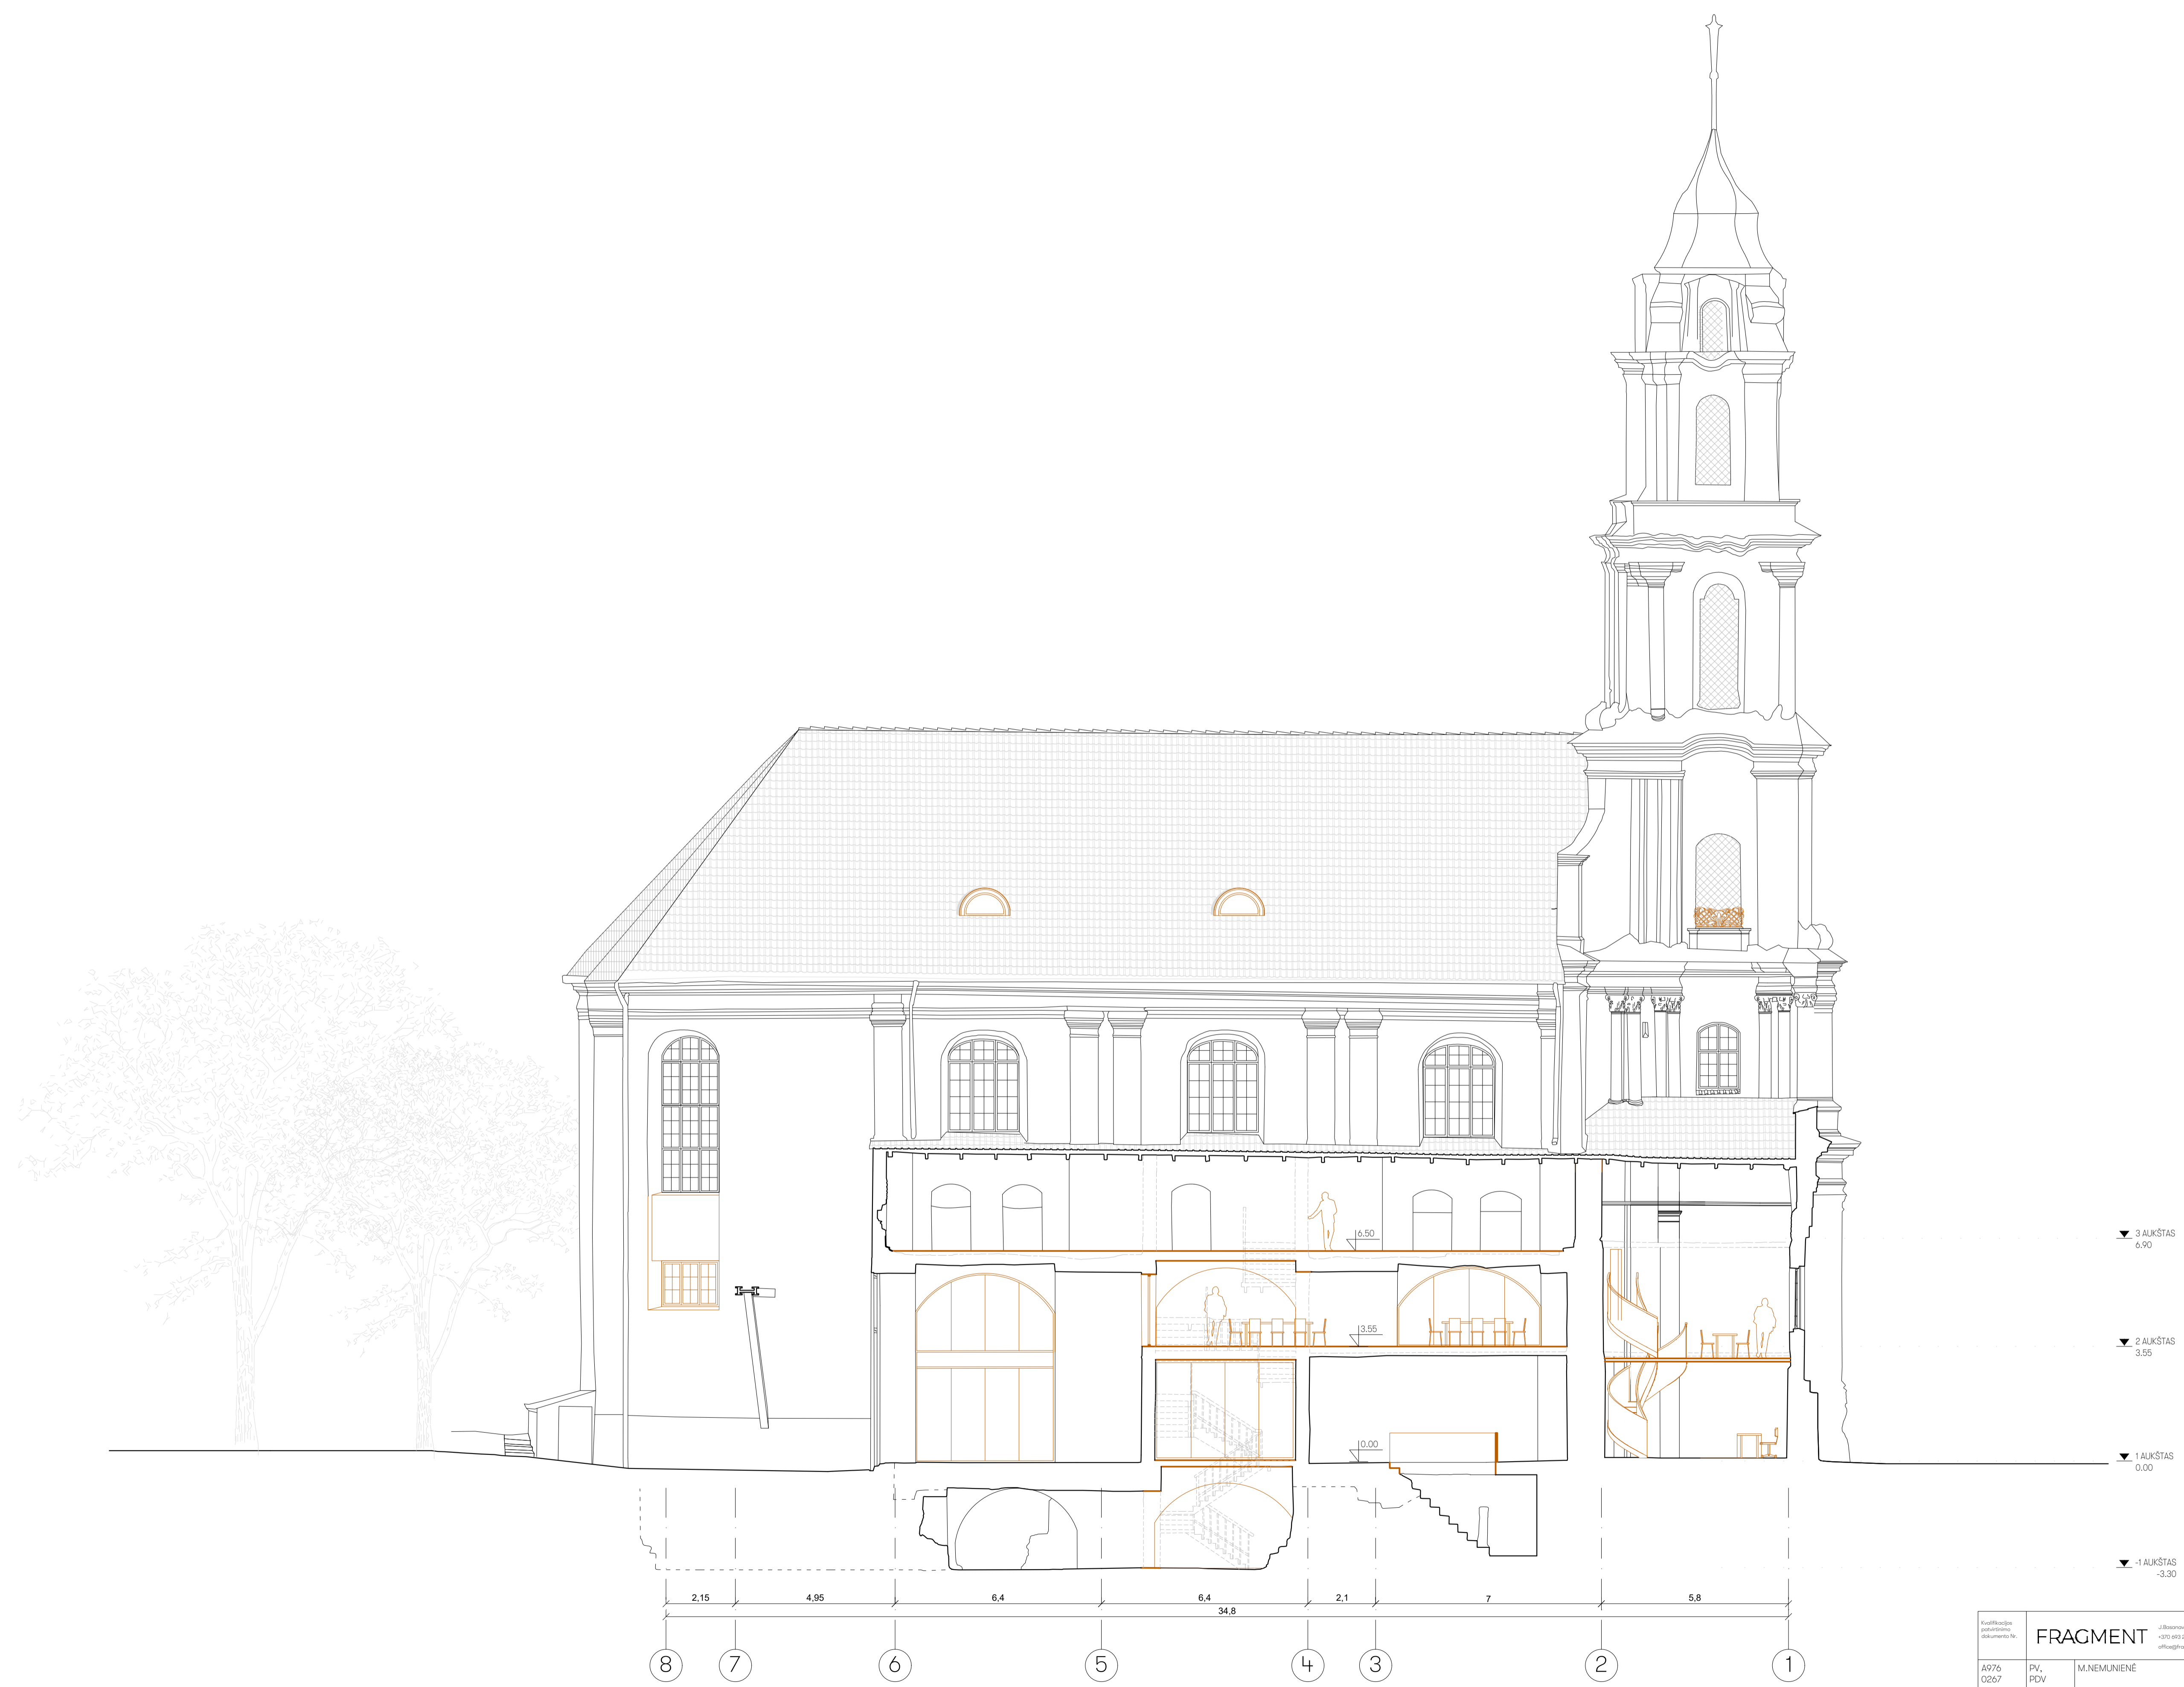 6.50
3 AUKŠTAS
6.90
3.55
2 AUKŠTAS
3.55
0.00
1 AUKŠTAS
0.00
-1 AUKŠTAS
-3.30
2,15
4,95
6,4
6,4
2,1
7
5,8
34,8
8
7
6
5
4
3
2
1
Kvalifikacijos
patvirtinimo
dokumento Nr.
FRAGMENT
+370 693
A976
0267
PV,
PDV
M.NEMUNIENĖ